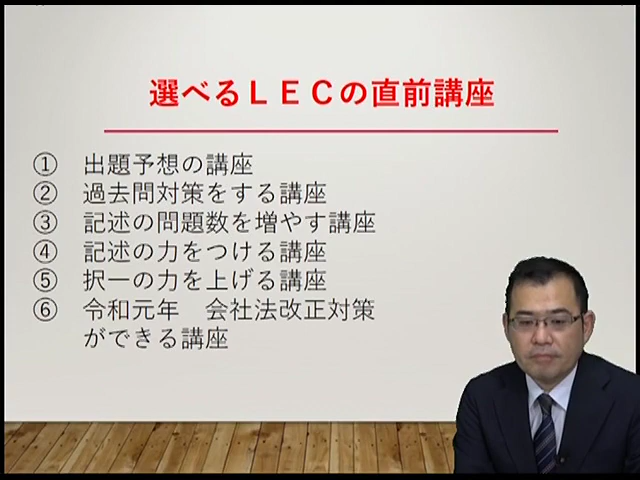 選べるＬＥＣの直前講座
① 出題予想の講座
② 過去問対策をする講座
③ 記述の問題数を増やす講座
④ 記述の力をつける講座
⑤ 択一の力を上げる講座
⑥ 令和元年　会社法改正対策
ができる講座